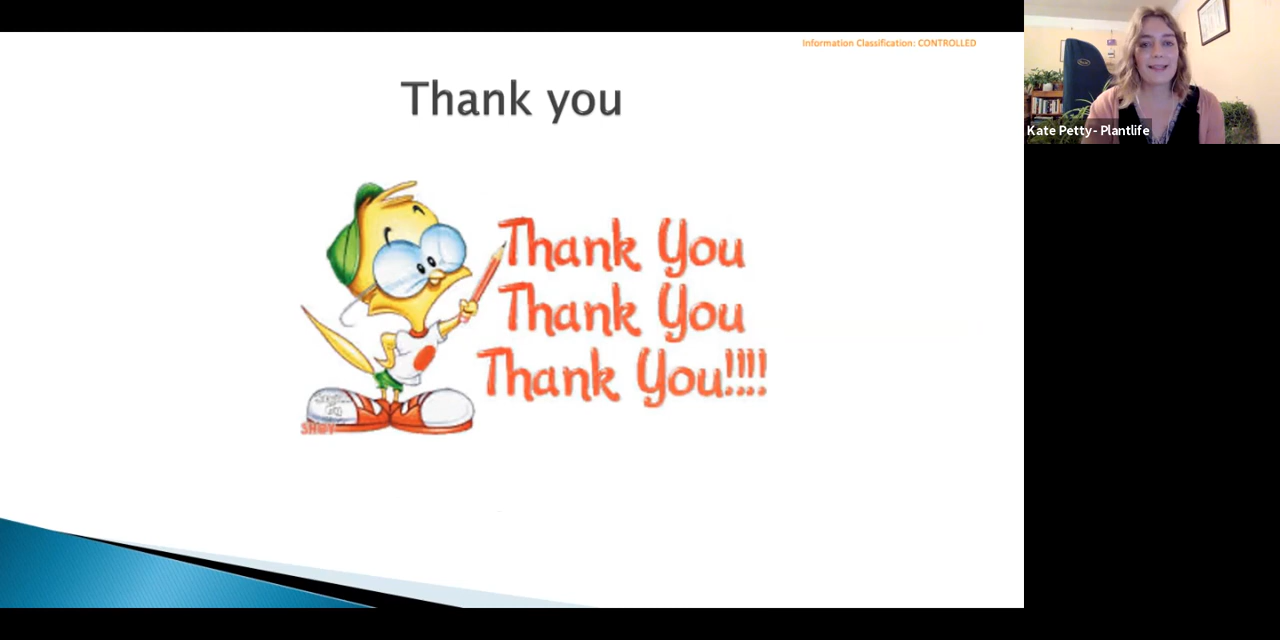 Information Classification: CONTROLLED
Thank you
Thank You
Thank You
Thank You!!!!
Kate Petty- Plantlife